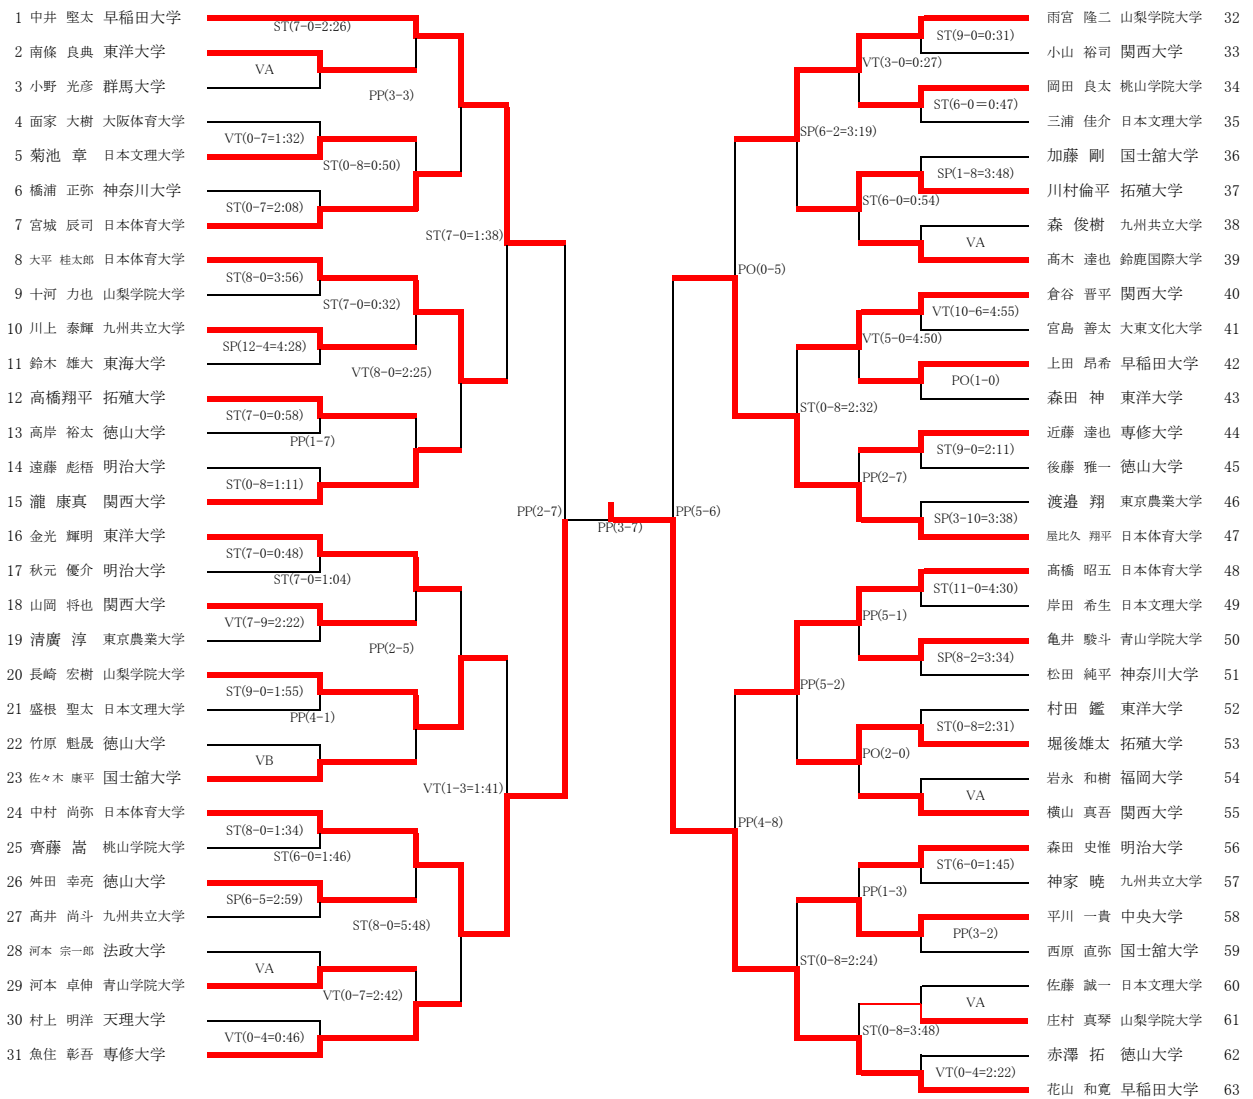 1 中井 堅太 早稲田大学
ST(7-0=2:26)
2 南條 良典 東洋大学
VA
3 小野 光彦 群馬大学
PP(3-3)
4 面家 大樹 大阪体育大学
VT(0-7=1:32)
5 菊池 章 日本文理大学
ST(0-8=0:50)
6 橋浦 正弥 神奈川大学
ST(0-7=2:08)
7 宮城 辰司 日本体育大学
ST(7-0=1:38)
8 大平 桂太郎 日本体育大学
ST(8-0=3:56)
9 十河 力也 山梨学院大学
ST(7-0=0:32)
10 川上 泰輝 九州共立大学
SP(12-4=4:28)
11 鈴木 雄大 東海大学
VT(8-0=2:25)
12 高橋翔平 拓殖大学
ST(7-0=0:58)
13 高岸 裕太 徳山大学
PP(1-7)
14 遠藤 彪梧 明治大学
ST(0-8=1:11)
15 瀧 康真 関西大学
PP(2-7)
16 金光 輝明 東洋大学
ST(7-0=0:48)
17 秋元 優介 明治大学
ST(7-0=1:04)
18 山岡 将也 関西大学
VT(7-9=2:22)
19 清廣 淳 東京農業大学
PP(2-5)
20 長崎 宏樹 山梨学院大学
ST(9-0=1:55)
21 盛根 聖太 日本文理大学
PP(4-1)
22 竹原 魁晟 徳山大学
VB
23 佐々木 康平 国士舘大学
VT(1-3=1:41)
24 中村 尚弥 日本体育大学
ST(8-0=1:34)
25 齊藤 嵩 桃山学院大学
ST(6-0=1:46)
26 舛田 幸亮 徳山大学
SP(6-5=2:59)
27 髙井 尚斗 九州共立大学
ST(8-0=5:48)
28 河本 宗一郎 法政大学
VA
29 河本 卓伸 青山学院大学
VT(0-7=2:42)
30 村上 明洋 天理大学
VT(0-4=0:46)
31 魚住 彰吾 専修大学
PP(3-7)
雨宮 隆二 山梨学院大学 32
ST(9-0=0:31)
小山 裕司 関西大学 33
VT(3-0=0:27)
岡田 良太 桃山学院大学 34
ST(6-0＝0:47)
三浦 佳介 日本文理大学 35
SP(6-2=3:19)
加藤 剛 国士舘大学 36
SP(1-8=3:48)
川村倫平 拓殖大学 37
ST(6-0=0:54)
森 俊樹 九州共立大学 38
VA
髙木 達也 鈴鹿国際大学 39
PO(0-5)
倉谷 晋平 関西大学 40
VT(10-6=4:55)
宮島 善太 大東文化大学 41
VT(5-0=4:50)
上田 昂希 早稲田大学 42
PO(1-0)
森田 神 東洋大学 43
ST(0-8=2:32)
近藤 達也 専修大学 44
ST(9-0=2:11)
後藤 雅一 徳山大学 45
PP(2-7)
渡邉 翔 東京農業大学 46
SP(3-10=3:38)
屋比久 翔平 日本体育大学 47
PP(5-6)
髙橋 昭五 日本体育大学 48
ST(11-0=4:30)
岸田 希生 日本文理大学 49
PP(5-1)
亀井 駿斗 青山学院大学 50
SP(8-2=3:34)
松田 純平 神奈川大学 51
PP(5-2)
村田 鑑 東洋大学 52
ST(0-8=2:31)
堀後雄太 拓殖大学 53
PO(2-0)
岩永 和樹 福岡大学 54
VA
横山 真吾 関西大学 55
PP(4-8)
森田 史惟 明治大学 56
ST(6-0=1:45)
神家 暁 九州共立大学 57
PP(1-3)
平川 一貴 中央大学 58
PP(3-2)
西原 直弥 国士舘大学 59
ST(0-8=2:24)
佐藤 誠一 日本文理大学 60
VA
庄村 真琴 山梨学院大学 61
ST(0-8=3:48)
赤澤 拓 徳山大学 62
VT(0-4=2:22)
花山 和寛 早稲田大学 63